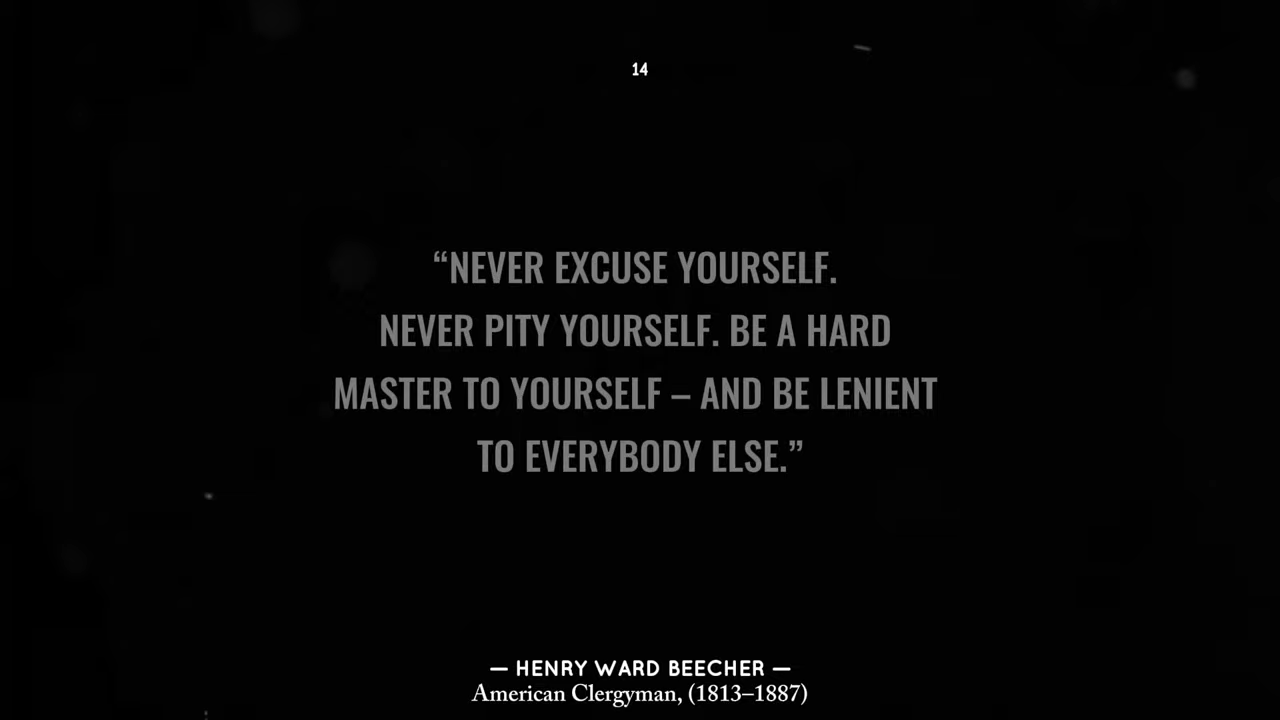 14
“NEVER EXCUSE YOURSELF.
NEVER PITY YOURSELF. BE A HARD
MASTER TO YOURSELF – AND BE LENIENT
TO EVERYBODY ELSE.”
— HENRY WARD BEECHER —
American Clergyman, (1813–1887)